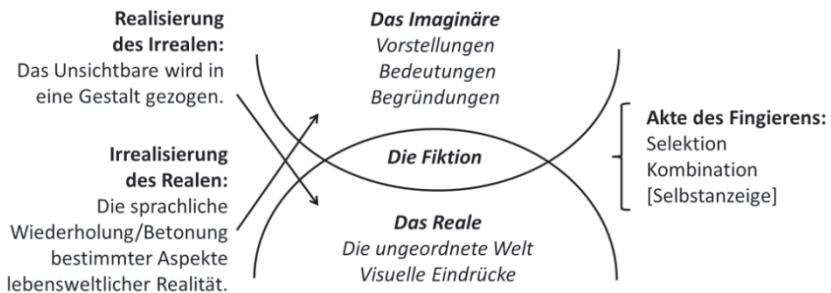 Realisierung
des Irrealen:
Das Unsichtbare wird in
eine Gestalt gezogen.
Irrealisierung
des Realen:
Die sprachliche
Wiederholung/Betonung
bestimmter Aspekte
lebensweltlicher Realität.
Das Imaginäre
Vorstellungen
Bedeutungen
Begründungen
Die Fiktion
Das Reale
Die ungeordnete Welt
Visuelle Eindrücke
Akte des Fingierens:
Selektion
Kombination
[Selbstanzeige]